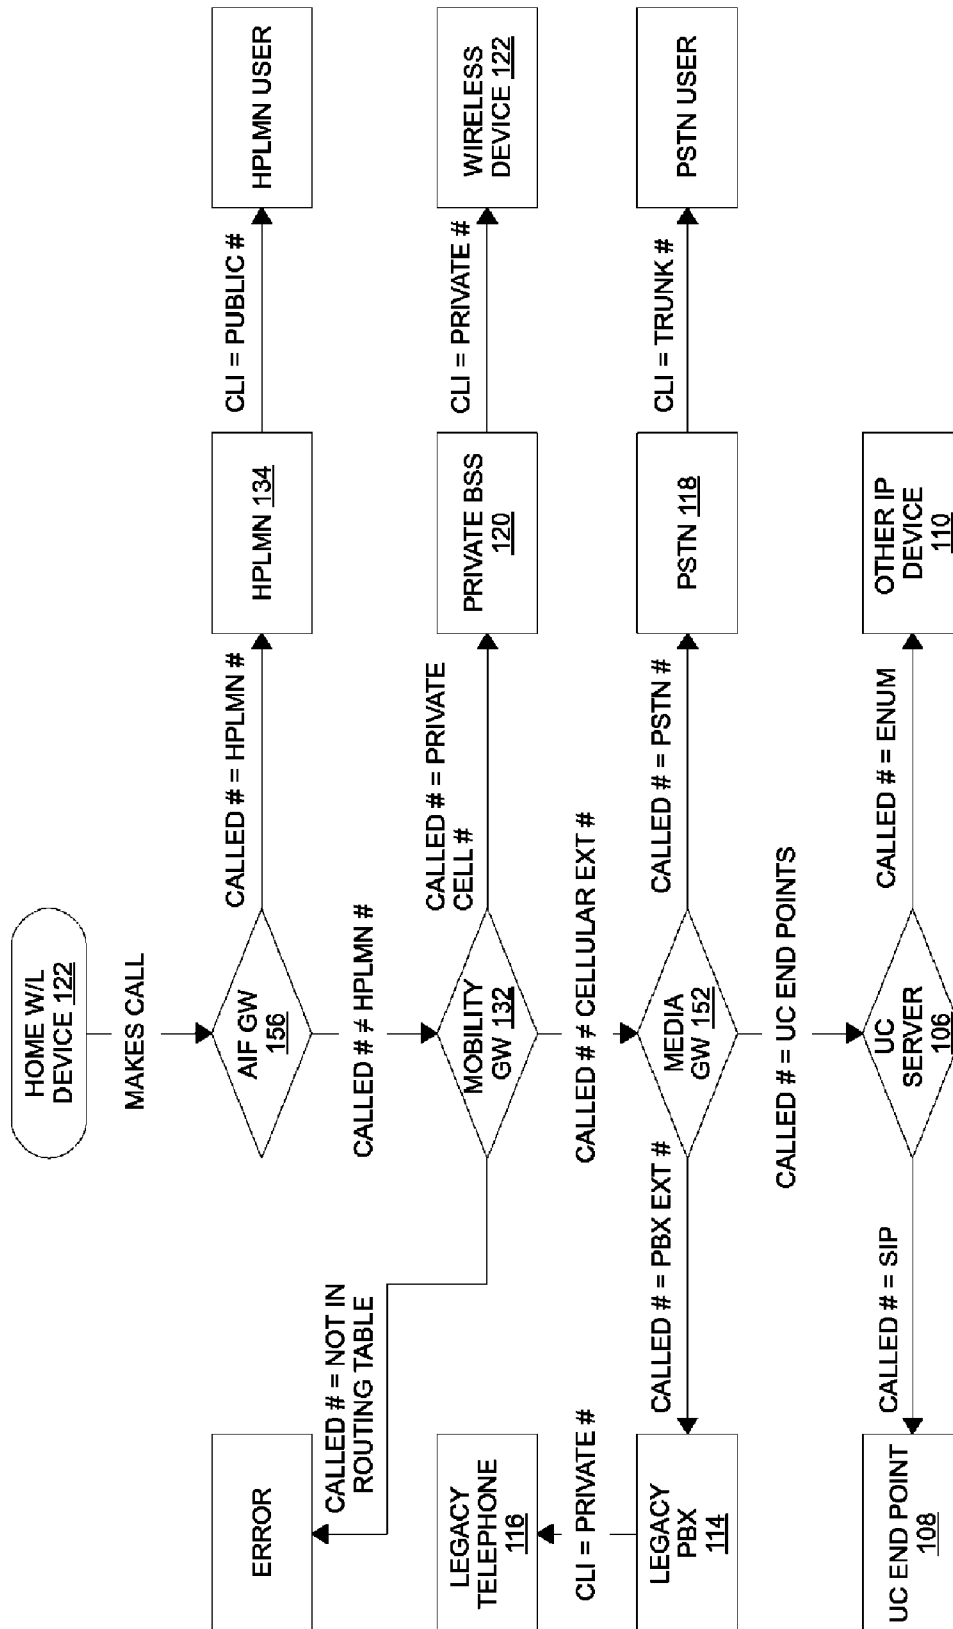 HOME W/L
DEVICE 122
MAKES CALL
AIF GW
156
CALLED # = HPLMN #
HPLMN 134
CLI = PUBLIC #
HPLMN USER
CALLED # ≠ HPLMN #
MOBILITY
GW 132
CALLED # = PRIVATE
CELL #
PRIVATE BSS
120
CLI = PRIVATE #
WIRELESS
DEVICE 122
CALLED # = NOT IN
ROUTING TABLE
ERROR
CALLED # ≠ CELLULAR EXT #
MEDIA
GW 152
CALLED # = PSTN #
PSTN 118
CLI = TRUNK #
PSTN USER
CALLED # = PBX EXT #
LEGACY
PBX
114
CLI = PRIVATE #
LEGACY
TELEPHONE
116
CALLED # = UC END POINTS
UC
SERVER
106
CALLED # = ENUM
OTHER IP
DEVICE
110
CALLED # = SIP
UC END POINT
108